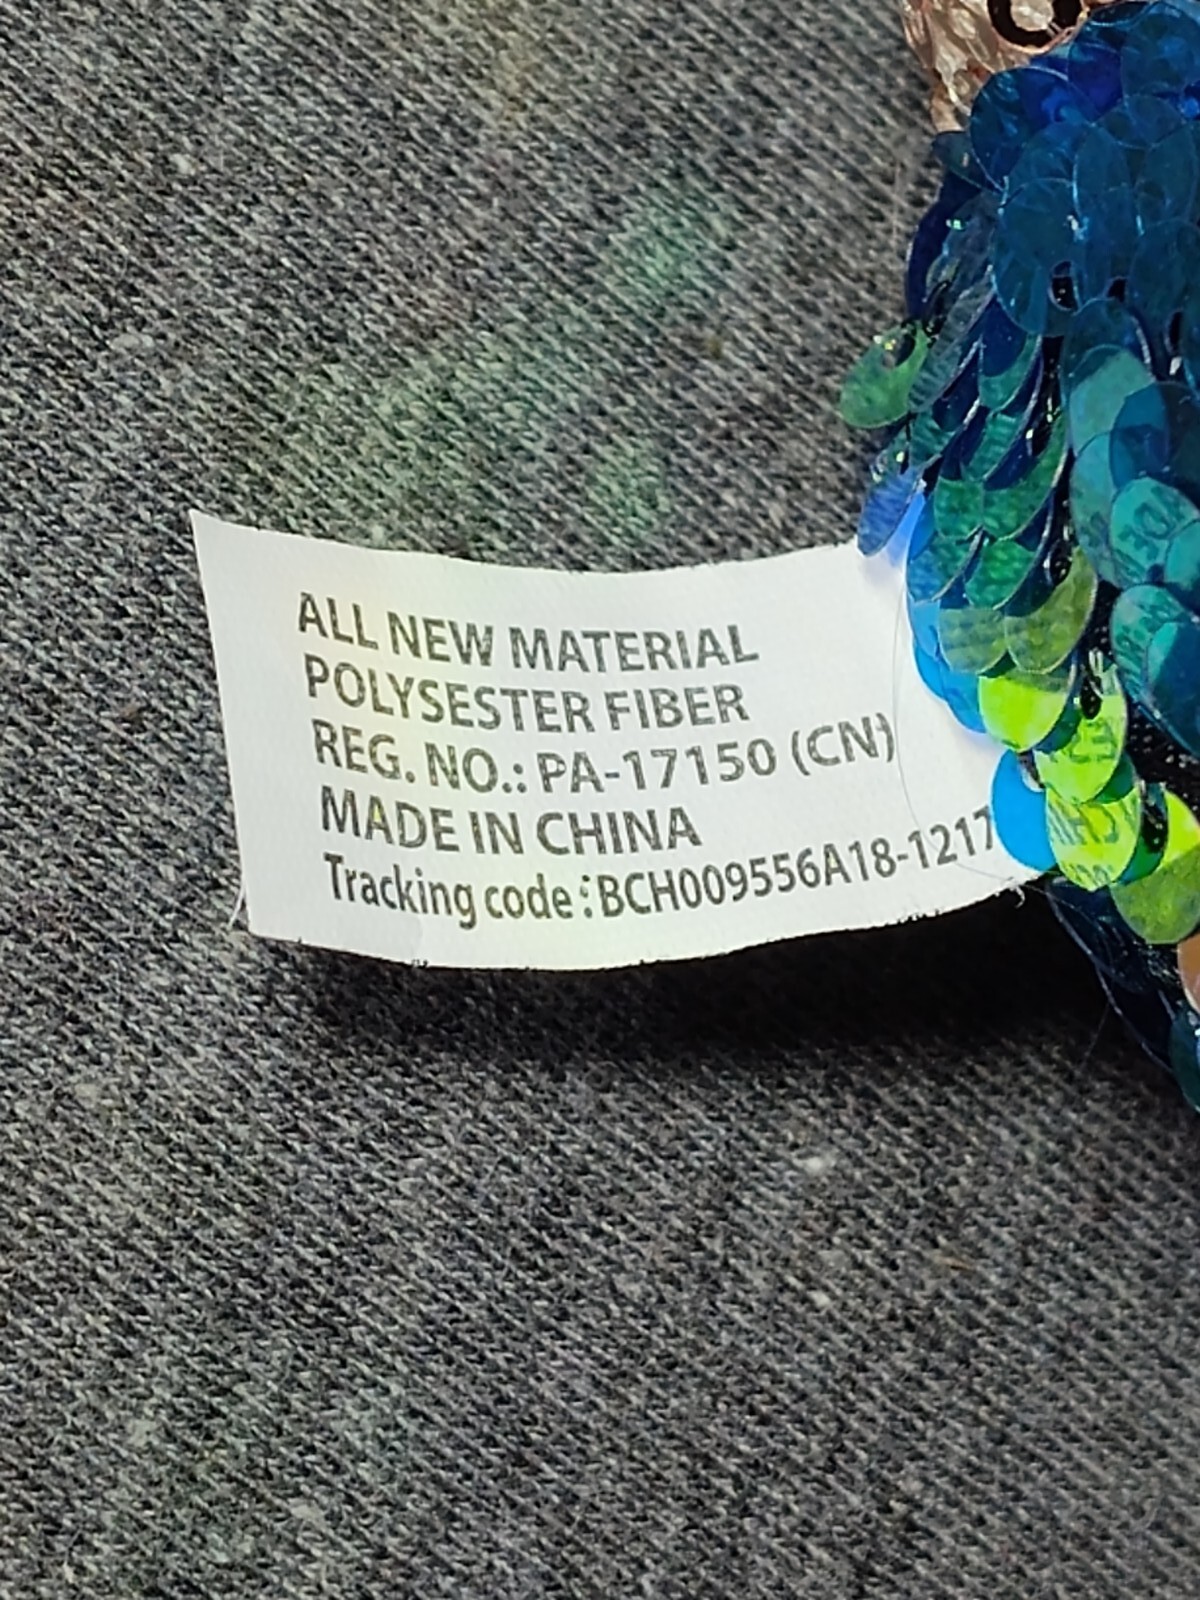 ALL NEW MATERIAL
POLYSESTER FIBER
REG. NO.: PA-17150 (CN)
MADE IN CHINA
Tracking code:BCH009556A18-1217